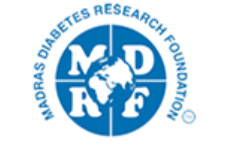 MADRAS DIABETES RESEARCH FOUNDATION
M D
R F